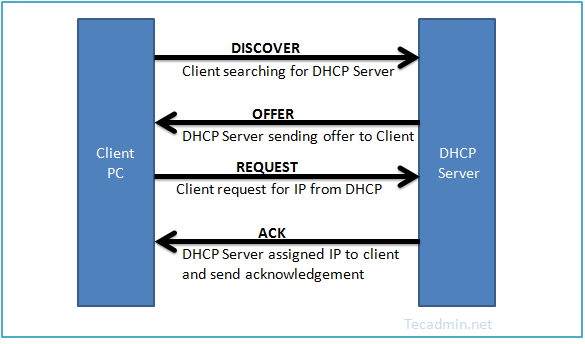 DISCOVER
Client searching for DHCP Server
OFFER
DHCP Server sending offer to Client
Client
PC
DHCP
Server
REQUEST
Client request for IP from DHCP
ACK
DHCP Server assigned IP to client
and send acknowledgement
Tecadmin.net